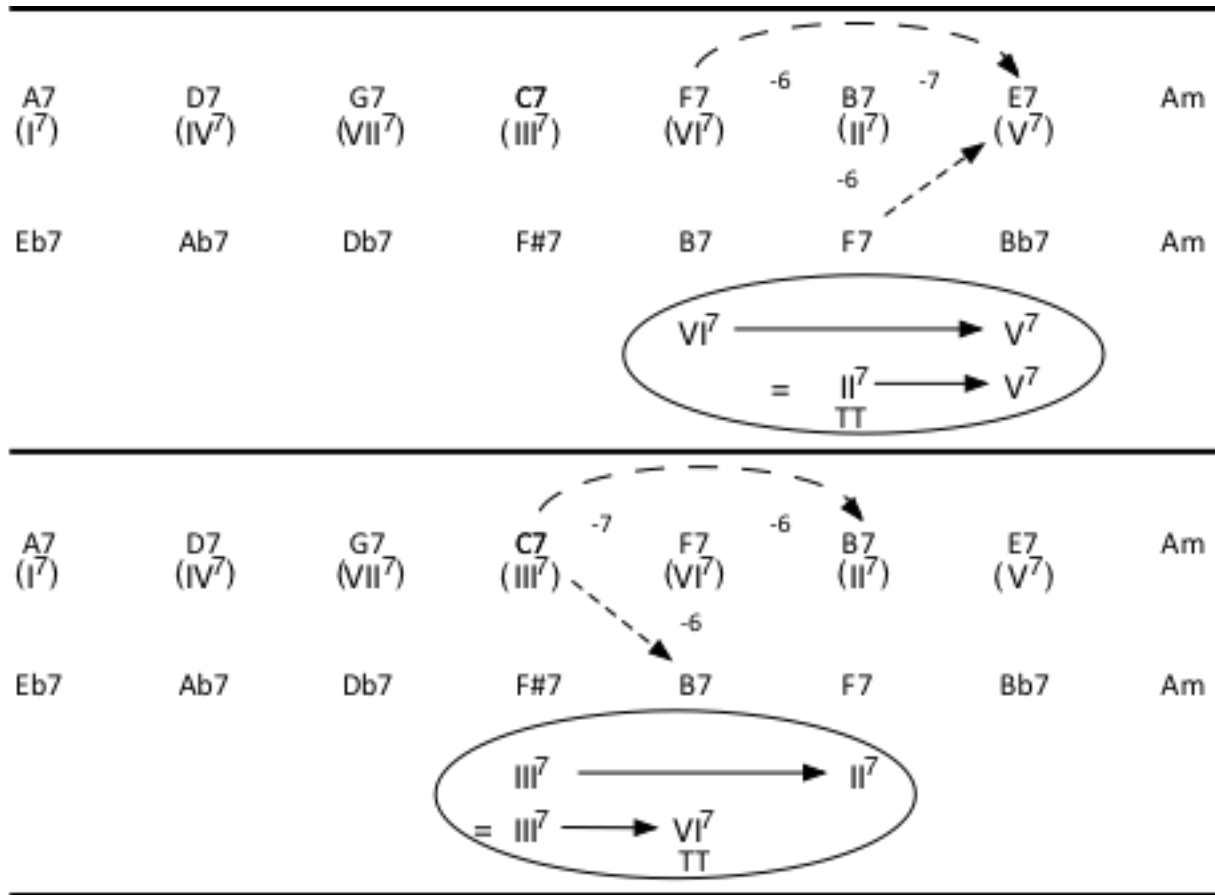 -6 -7
A7 D7 G7 C7 F7 B7 E7 Am
(I⁷) (IV⁷) (VII⁷) (III⁷) (VI⁷) (II⁷) (V⁷)
-6
Eb7 Ab7 Db7 F#7 B7 F7 Bb7 Am
VI⁷ V⁷
= II⁷ V⁷
TT
-7 -6
A7 D7 G7 C7 F7 B7 E7 Am
(I⁷) (IV⁷) (VII⁷) (III⁷) (VI⁷) (II⁷) (V⁷)
-6
Eb7 Ab7 Db7 F#7 B7 F7 Bb7 Am
III⁷ II⁷
= III⁷ VI⁷
TT